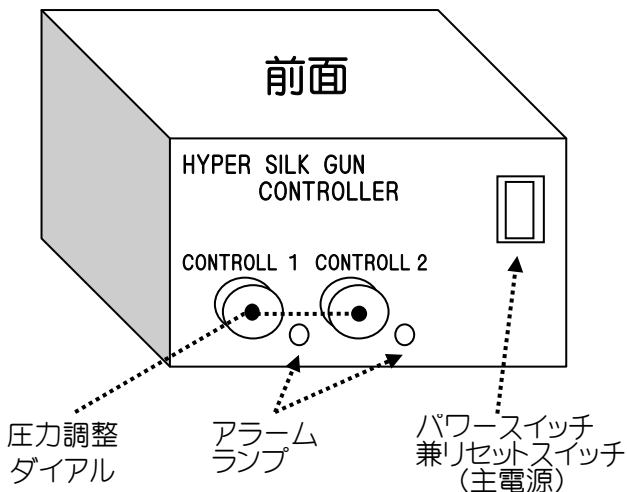 前面
HYPER SILK GUN
CONTROLLER
CONTROLL 1 CONTROLL 2
圧力調整
ダイアル
アラーム
ランプ
パワースイッチ
兼リセットスイッチ
（主電源）